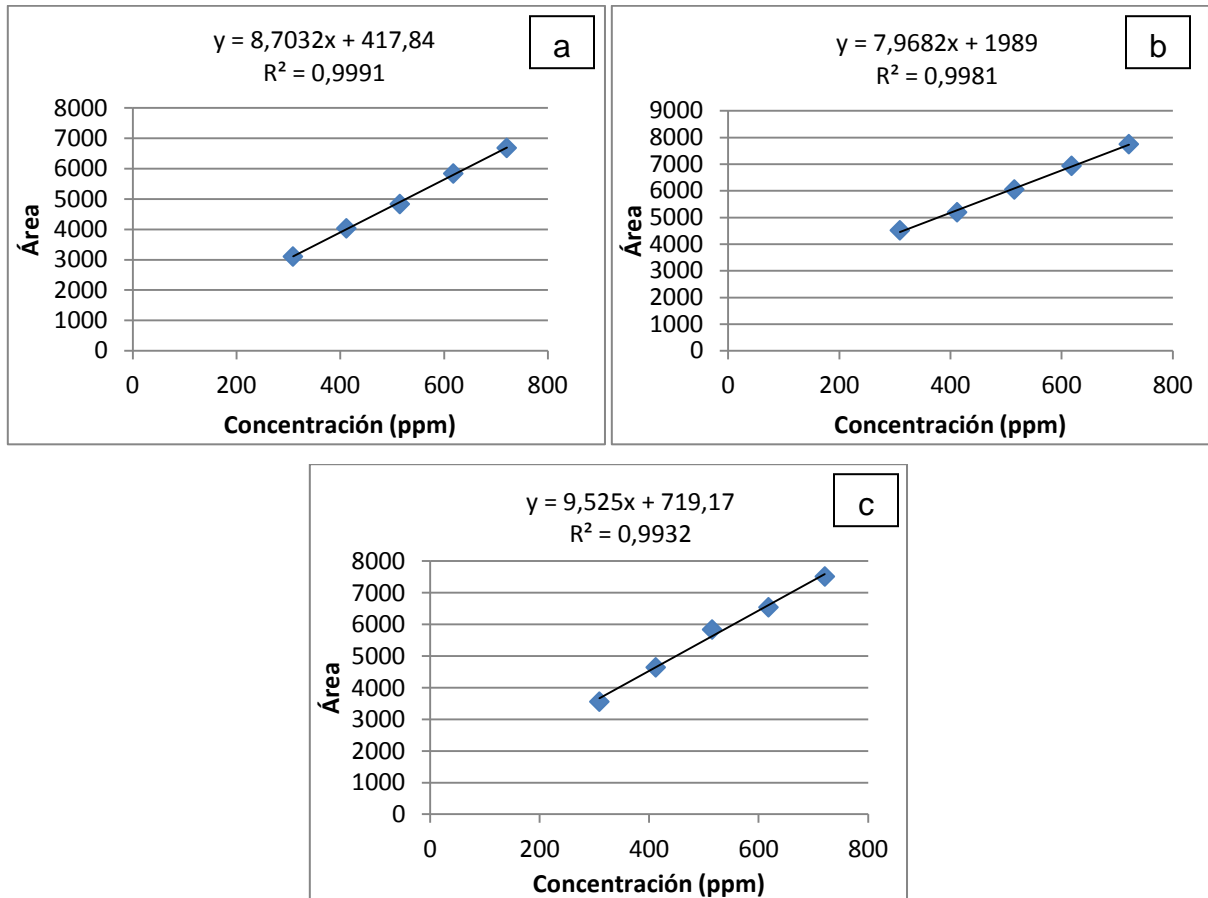 y = 8,7032x + 417,84
R² = 0,9991
a
8000
7000
6000
5000
4000
3000
2000
1000
0
Área
0 200 400 600 800
Concentración (ppm)
y = 7,9682x + 1989
R² = 0,9981
b
9000
8000
7000
6000
5000
4000
3000
2000
1000
0
Área
0 200 400 600 800
Concentración (ppm)
y = 9,525x + 719,17
R² = 0,9932
c
8000
7000
6000
5000
4000
3000
2000
1000
0
Área
0 200 400 600 800
Concentración (ppm)